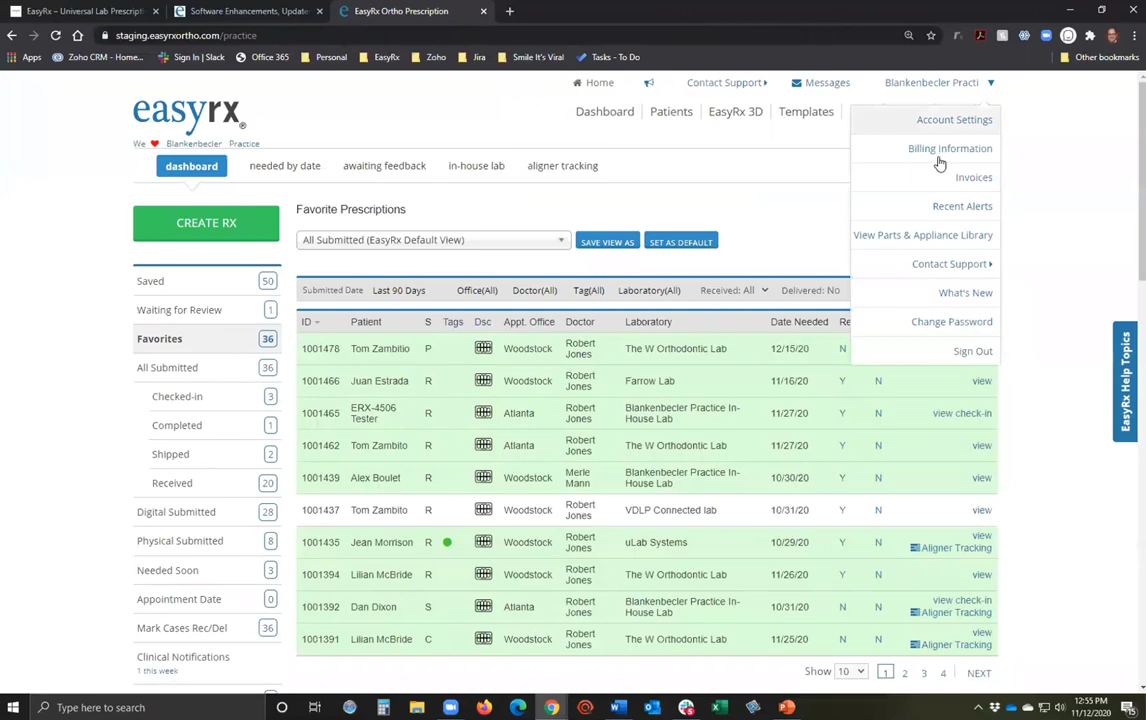 EasyRx – Universal Lab Prescripti
Software Enhancements, Update
EasyRx Ortho Prescription
staging.easyrxortho.com/practice
Apps Zoho CRM - Home... Sign In | Slack Office 365 Personal EasyRx Zoho Jira Smile It's Viral Tasks - To Do Other bookmarks
Home Contact Support Messages Blankenbecler Practi
easyrx®
Dashboard Patients EasyRx 3D Templates
Account Settings
Billing Information
Invoices
Recent Alerts
View Parts & Appliance Library
Contact Support
What's New
Change Password
Sign Out
We Blankenbecler Practice
dashboard needed by date awaiting feedback in-house lab aligner tracking
CREATE RX
Favorite Prescriptions
All Submitted (EasyRx Default View) SAVE VIEW AS SET AS DEFAULT
Saved 50
Waiting for Review 1
Favorites 36
All Submitted 36
Checked-in 3
Completed 1
Shipped 2
Received 20
Digital Submitted 28
Physical Submitted 8
Needed Soon 3
Appointment Date 0
Mark Cases Rec/Del 36
Clinical Notifications
1 this week
Submitted Date Last 90 Days Office(All) Doctor(All) Tag(All) Laboratory(All) Received: All Delivered: No
ID Patient S Tags Dsc Appt. Office Doctor Laboratory Date Needed Re
1001478 Tom Zambitio P Woodstock Robert Jones The W Orthodontic Lab 12/15/20 N
1001466 Juan Estrada R Woodstock Robert Jones Farrow Lab 11/16/20 Y N view
1001465 ERX-4506 Tester R Atlanta Robert Jones Blankenbecler Practice In-House Lab 11/27/20 Y N view check-in
1001462 Tom Zambito R Atlanta Robert Jones The W Orthodontic Lab 11/27/20 Y N view
1001439 Alex Boulet R Woodstock Merle Mann Blankenbecler Practice In-House Lab 10/30/20 Y N view
1001437 Tom Zambito R Woodstock Robert Jones VDLP Connected lab 10/31/20 Y N view
1001435 Jean Morrison R Woodstock Robert Jones uLab Systems 10/29/20 Y N view Aligner Tracking
1001394 Lilian McBride R Woodstock Robert Jones The W Orthodontic Lab 11/26/20 Y N view
1001392 Dan Dixon S Atlanta Robert Jones Blankenbecler Practice In-House Lab 10/31/20 N N view check-in Aligner Tracking
1001391 Lilian McBride C Woodstock Robert Jones The W Orthodontic Lab 11/25/20 N N view Aligner Tracking
Show 10 1 2 3 4 NEXT
EasyRx Help Topics
Type here to search
12:55 PM
11/12/2020
15